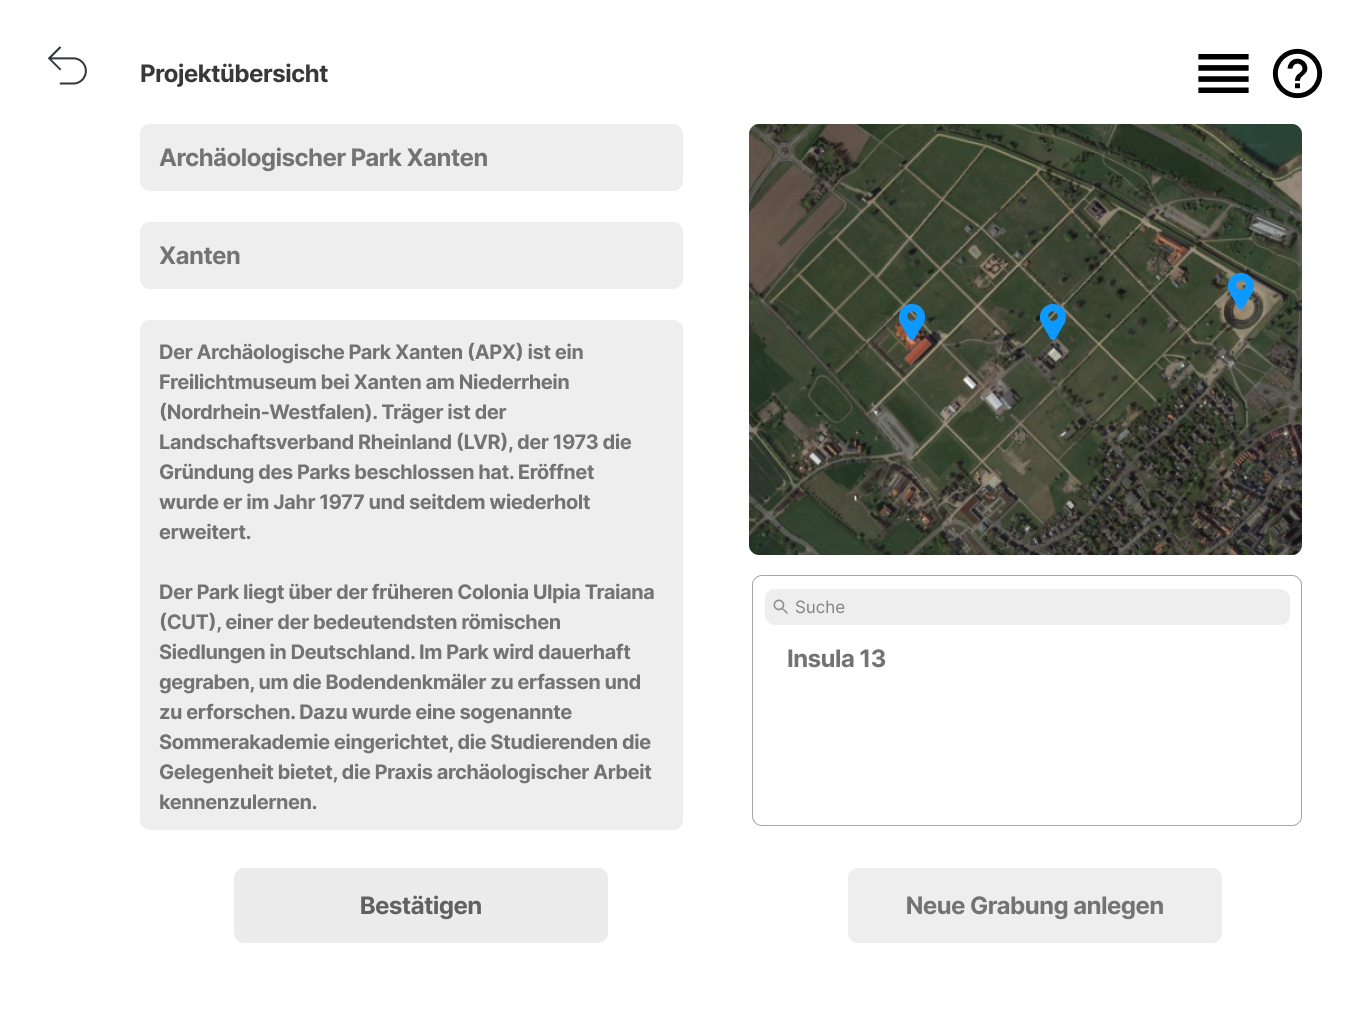 Projektübersicht
Archäologischer Park Xanten
Xanten
Der Archäologische Park Xanten (APX) ist ein
Freilichtmuseum bei Xanten am Niederrhein
(Nordrhein-Westfalen). Träger ist der
Landschaftsverband Rheinland (LVR), der 1973 die
Gründung des Parks beschlossen hat. Eröffnet
wurde er im Jahr 1977 und seitdem wiederholt
erweitert.
Der Park liegt über der früheren Colonia Ulpia Traiana
(CUT), einer der bedeutendsten römischen
Siedlungen in Deutschland. Im Park wird dauerhaft
gegraben, um die Bodendenkmäler zu erfassen und
zu erforschen. Dazu wurde eine sogenannte
Sommerakademie eingerichtet, die Studierenden die
Gelegenheit bietet, die Praxis archäologischer Arbeit
kennenzulernen.
Bestätigen
Suche
Insula 13
Neue Grabung anlegen